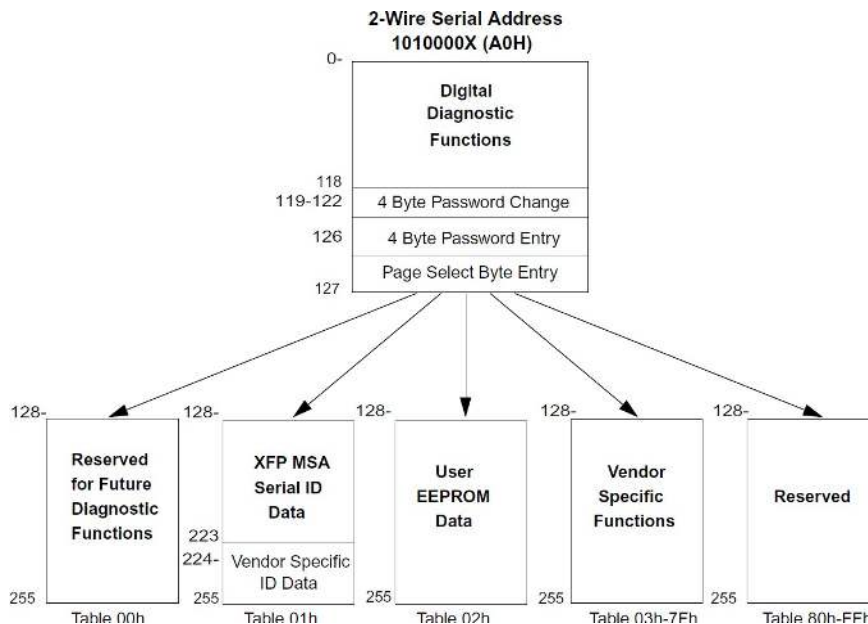 2-Wire Serial Address
1010000X (A0H)
0-
Digital
Diagnostic
Functions
118
119-122
4 Byte Password Change
126
4 Byte Password Entry
Page Select Byte Entry
127
128-
Reserved
for Future
Diagnostic
Functions
255
Table 00h
128-
XFP MSA
Serial ID
Data
223
224-
Vendor Specific
ID Data
255
Table 01h
128-
User
EEPROM
Data
255
Table 02h
128-
Vendor
Specific
Functions
255
Table 03h-7Fh
128-
Reserved
255
Table 80h-FFh